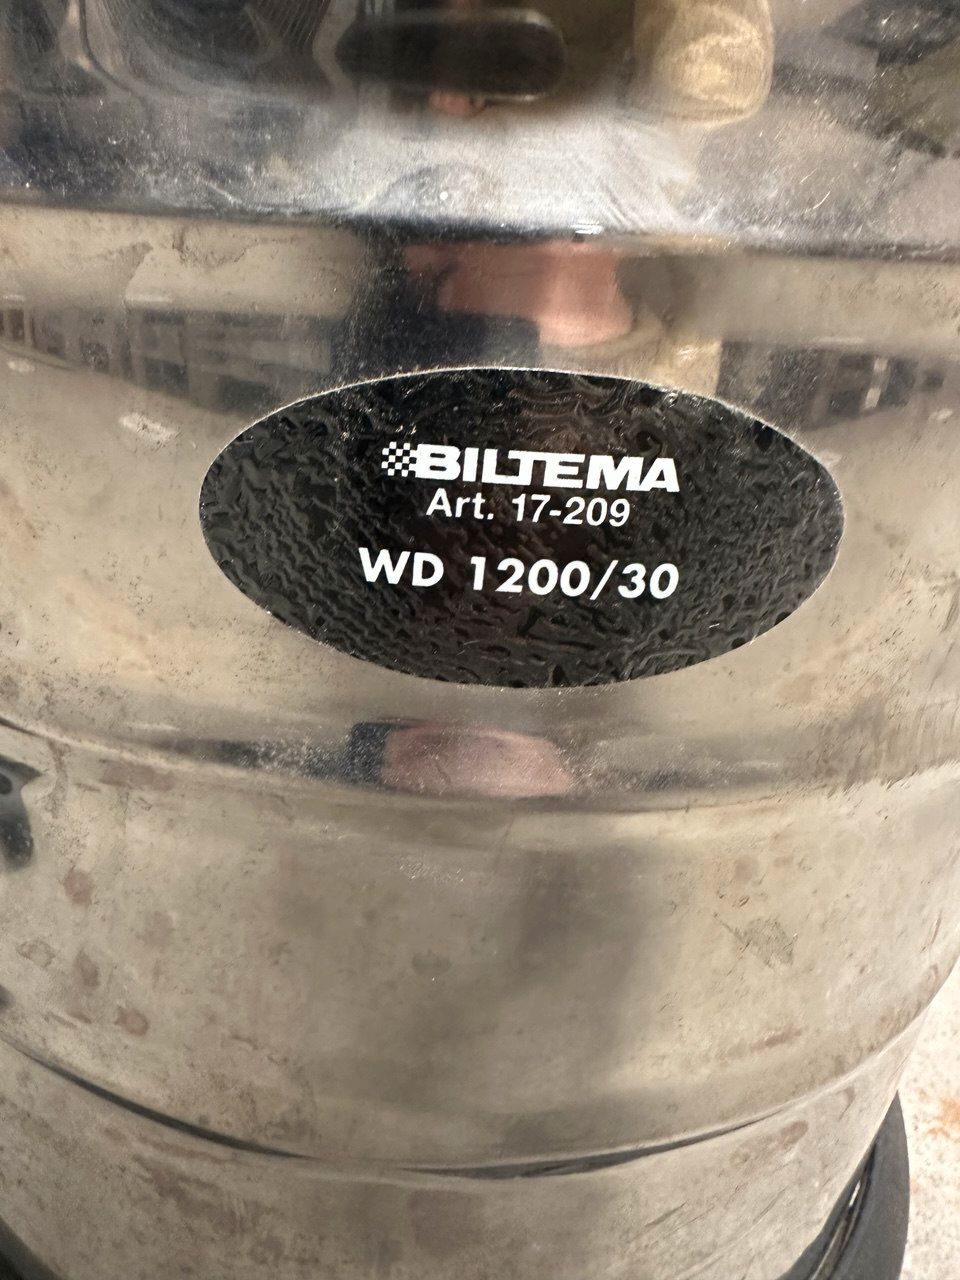 BILTEMA
Art. 17-209
WD 1200/30